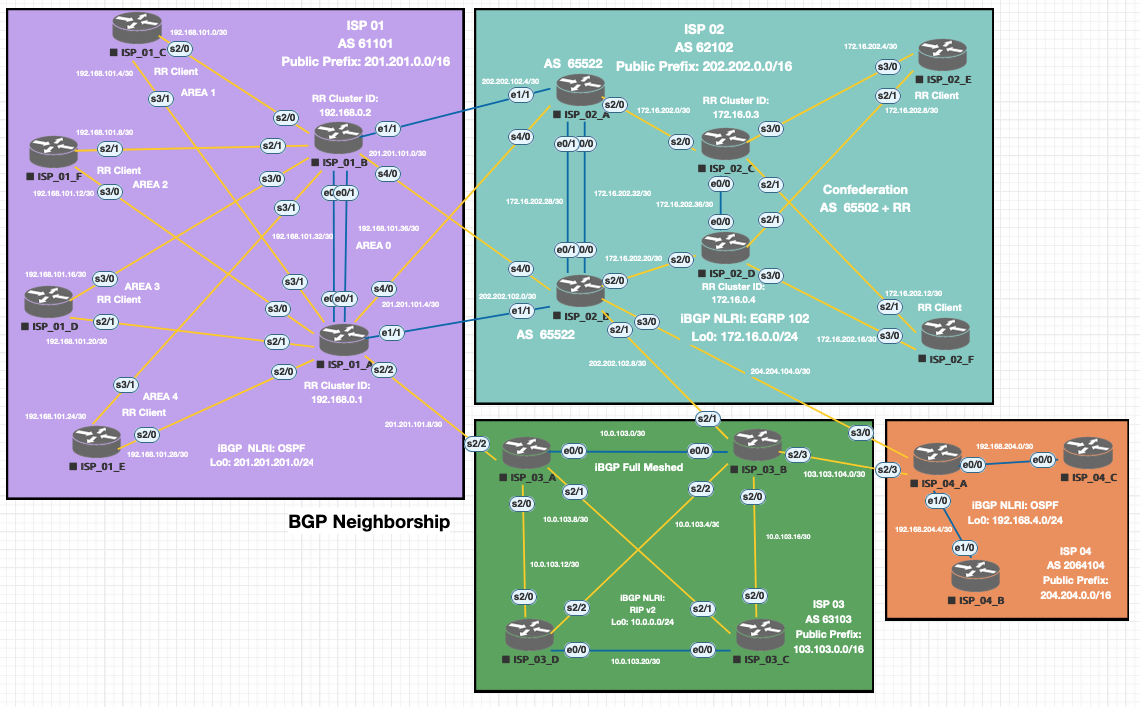 ISP 01
AS 61101
Public Prefix: 201.201.0.0/16
192.168.101.0/30
s2/0
ISP_01_C
192.168.101.4/30
RR Client
s3/1
AREA 1
RR Cluster ID:
192.168.0.2
s2/0
e1/1
192.168.101.8/30
s2/1
s2/1
ISP_01_B
201.201.101.0/30
ISP_01_F
RR Client
AREA 2
192.168.101.12/30
s3/0
s3/0
e0/1
s4/0
s3/1
192.168.101.32/30
192.168.101.36/30
AREA 0
192.168.101.16/30
s3/0
AREA 3
RR Client
s3/1
e0/1
s4/0
201.201.101.4/30
s3/0
ISP_01_D
s2/1
192.168.101.20/30
s2/1
e1/1
ISP_01_A
s2/0
s2/2
RR Cluster ID:
192.168.0.1
s3/1
AREA 4
RR Client
192.168.101.24/30
s2/0
ISP_01_E
192.168.101.28/30
201.201.101.8/30
iBGP NLRI: OSPF
Lo0: 201.201.201.0/24
BGP Neighborship
ISP 02
AS 62102
Public Prefix: 202.202.0.0/16
AS 65522
202.202.102.4/30
e1/1
ISP_02_A
s2/0
172.16.202.0/30
s4/0
e0/1
0/0
s2/0
RR Cluster ID:
172.16.0.3
s3/0
172.16.202.4/30
s3/0
ISP_02_E
s2/1
RR Client
172.16.202.8/30
ISP_02_C
e0/0
s2/1
172.16.202.28/30
172.16.202.32/30
172.16.202.36/30
e0/0
s2/1
Confederation
AS 65502 + RR
e0/1
0/0
172.16.202.20/30
s4/0
s2/0
s2/0
ISP_02_D
s3/0
RR Cluster ID:
172.16.0.4
202.202.102.0/30
e1/1
ISP_02_B
AS 65522
s2/1
s3/0
iBGP NLRI: EGRP 102
Lo0: 172.16.0.0/24
172.16.202.12/30
s2/1
RR Client
172.16.202.16/30
s3/0
ISP_02_F
202.202.102.8/30
204.204.104.0/30
s2/2
ISP_03_A
e0/0
10.0.103.0/30
e0/0
s2/1
ISP_03_B
s2/3
103.103.104.0/30
iBGP Full Meshed
s2/0
s2/1
s2/2
s2/0
10.0.103.8/30
10.0.103.4/30
10.0.103.16/30
10.0.103.12/30
s2/0
s2/2
iBGP NLRI:
RIP v2
Lo0: 10.0.0.0/24
s2/1
s2/0
ISP_03_D
e0/0
10.0.103.20/30
e0/0
ISP_03_C
ISP 03
AS 63103
Public Prefix:
103.103.0.0/16
s3/0
s2/3
ISP_04_A
e0/0
192.168.204.0/30
e0/0
ISP_04_C
e1/0
192.168.204.4/30
e1/0
ISP_04_B
iBGP NLRI: OSPF
Lo0: 192.168.4.0/24
ISP 04
AS 2064104
Public Prefix:
204.204.0.0/16